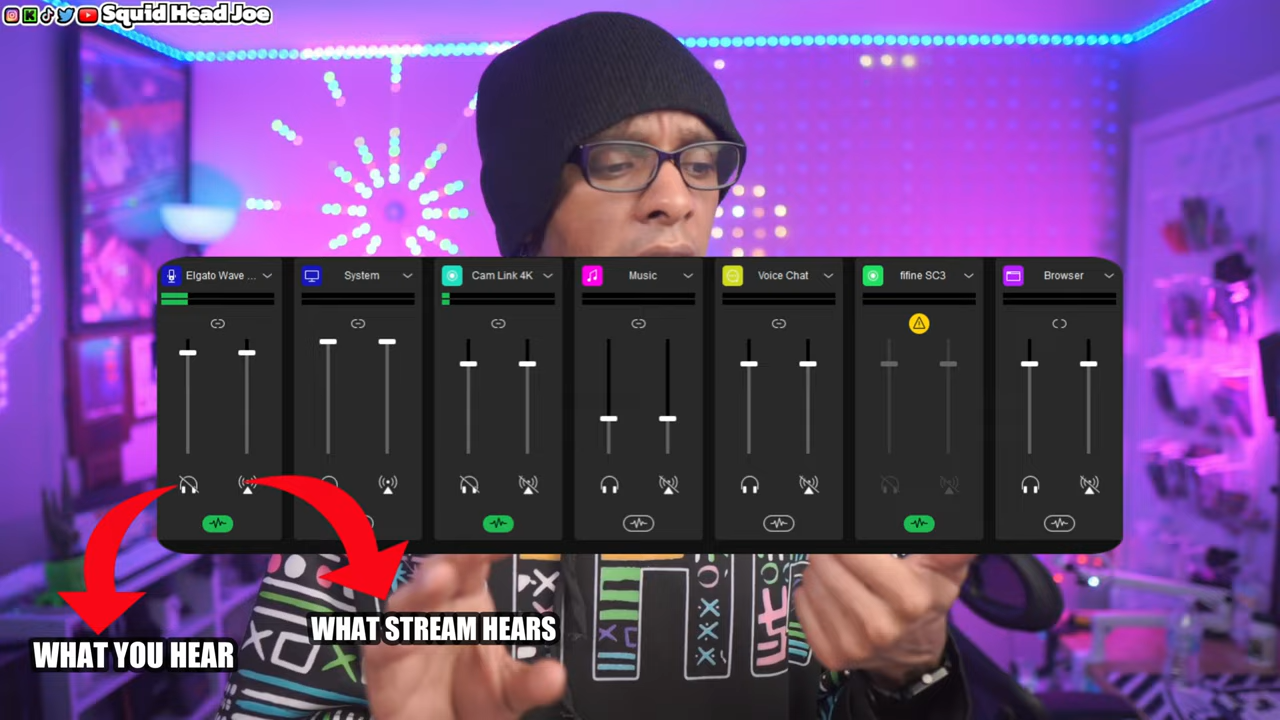 Squid Head Joe
Elgato Wave ...
System
Cam Link 4K
Music
Voice Chat
fifine SC3
Browser
WHAT YOU HEAR
WHAT STREAM HEARS